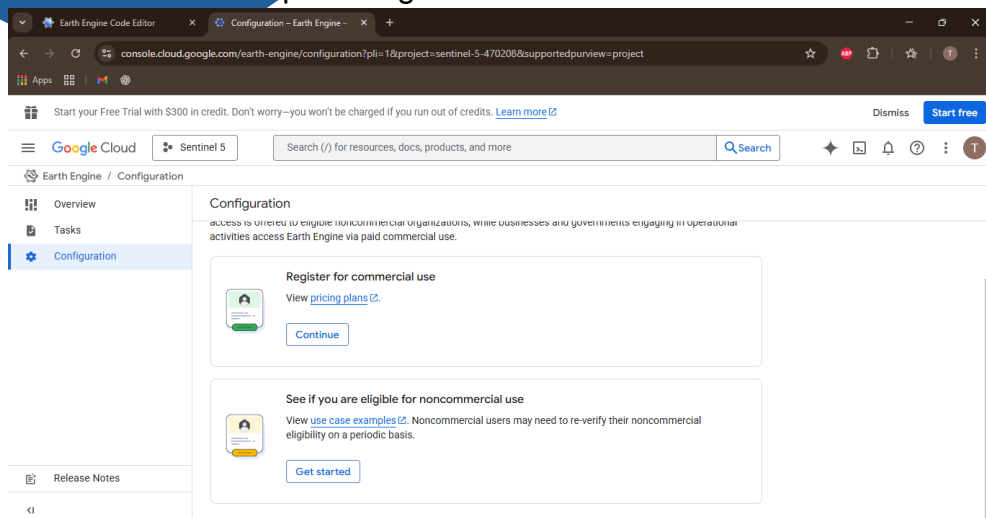 Earth Engine Code Editor
Configuration – Earth Engine –
console.cloud.google.com/earth-engine/configuration?pli=1&project=sentinel-5-470208&supportedpurview=project
ABP
T
Apps
Start your Free Trial with $300 in credit. Don't worry—you won't be charged if you run out of credits. Learn more
Dismiss
Start free
Google Cloud
Sentinel 5
Search (/) for resources, docs, products, and more
Search
T
Earth Engine / Configuration
Overview
Configuration
Tasks
access is offered to eligible noncommercial organizations, while businesses and governments engaging in operational
activities access Earth Engine via paid commercial use.
Configuration
Register for commercial use
View pricing plans.
Continue
See if you are eligible for noncommercial use
View use case examples. Noncommercial users may need to re-verify their noncommercial
eligibility on a periodic basis.
Get started
Release Notes